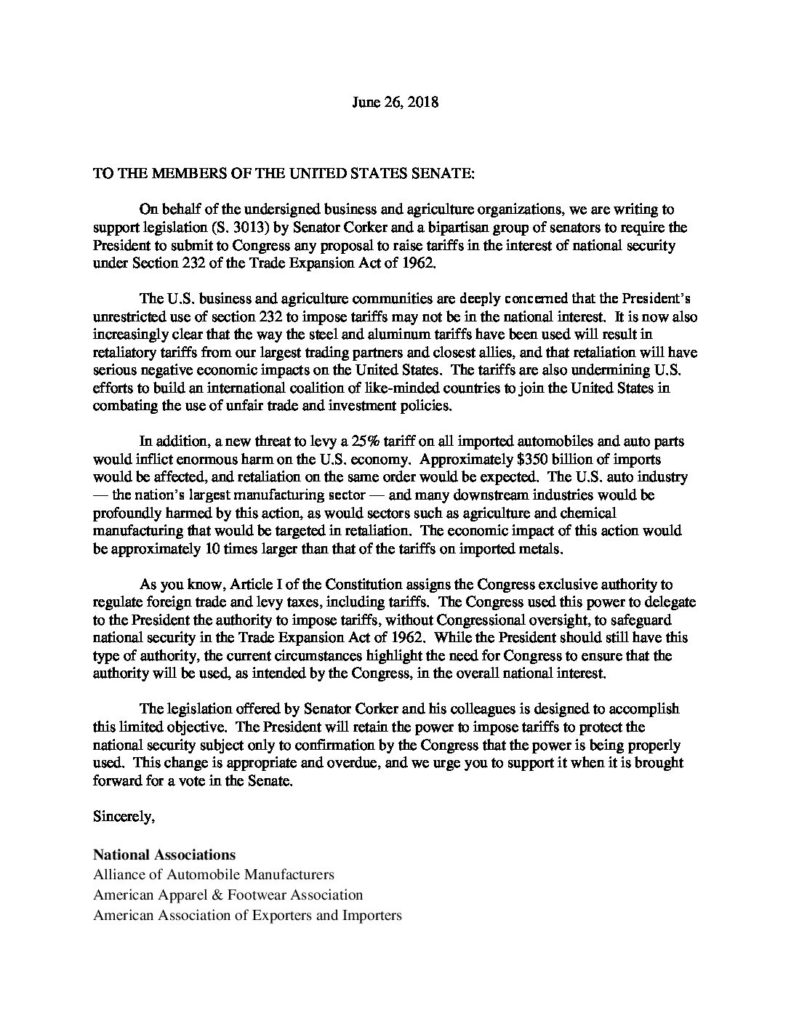 June 26, 2018
TO THE MEMBERS OF THE UNITED STATES SENATE:
On behalf of the undersigned business and agriculture organizations, we are writing to
support legislation (S. 3013) by Senator Corker and a bipartisan group of senators to require the
President to submit to Congress any proposal to raise tariffs in the interest of national security
under Section 232 of the Trade Expansion Act of 1962.
The U.S. business and agriculture communities are deeply concerned that the President's
unrestricted use of section 232 to impose tariffs may not be in the national interest.  It is now also
increasingly clear that the way the steel and aluminum tariffs have been used will result in
retaliatory tariffs from our largest trading partners and closest allies, and that retaliation will have
serious negative economic impacts on the United States.  The tariffs are also undermining U.S.
efforts to build an international coalition of like-minded countries to join the United States in
combating the use of unfair trade and investment policies.
In addition, a new threat to levy a 25% tariff on all imported automobiles and auto parts
would inflict enormous harm on the U.S. economy.  Approximately $350 billion of imports
would be affected, and retaliation on the same order would be expected.  The U.S. auto industry
— the nation's largest manufacturing sector — and many downstream industries would be
profoundly harmed by this action, as would sectors such as agriculture and chemical
manufacturing that would be targeted in retaliation.  The economic impact of this action would
be approximately 10 times larger than that of the tariffs on imported metals.
As you know, Article I of the Constitution assigns the Congress exclusive authority to
regulate foreign trade and levy taxes, including tariffs.  The Congress used this power to delegate
to the President the authority to impose tariffs, without Congressional oversight, to safeguard
national security in the Trade Expansion Act of 1962.  While the President should still have this
type of authority, the current circumstances highlight the need for Congress to ensure that the
authority will be used, as intended by the Congress, in the overall national interest.
The legislation offered by Senator Corker and his colleagues is designed to accomplish
this limited objective.  The President will retain the power to impose tariffs to protect the
national security subject only to confirmation by the Congress that the power is being properly
used.  This change is appropriate and overdue, and we urge you to support it when it is brought
forward for a vote in the Senate.
Sincerely,
National Associations
Alliance of Automobile Manufacturers
American Apparel & Footwear Association
American Association of Exporters and Importers